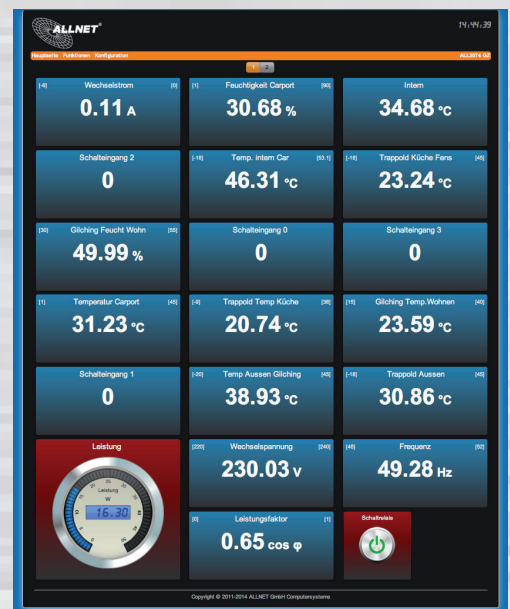 ALLNET®
14:44:39
Hauptseite Funktionen Konfiguration
ALL3074 G2
1 2
[-4] Wechselstrom [0]
0.11 A
[1] Feuchtigkeit Carport [90]
30.68 %
Intern
34.68 °C
Schalteingang 2
0
[-18] Temp. intern Car [53.1]
46.31 °C
[-18] Trappold Küche Fens [45]
23.24 °C
[30] Gilching Feucht Wohn [55]
49.99 %
Schalteingang 0
0
Schalteingang 3
0
[1] Temperatur Carport [45]
31.23 °C
[-9] Trappold Temp Küche [38]
20.74 °C
[15] Gilching Temp.Wohnen [40]
23.59 °C
Schalteingang 1
0
[-20] Temp Aussen Gilching [45]
38.93 °C
[-18] Trappold Aussen [45]
30.86 °C
Leistung
Leistung
W
16.30
[220] Wechselspannung [240]
230.03 V
[48] Frequenz [52]
49.28 Hz
[0] Leistungsfaktor [1]
0.65 cos φ
Schaltrelais
Copyright © 2011-2014 ALLNET GmbH Computersysteme